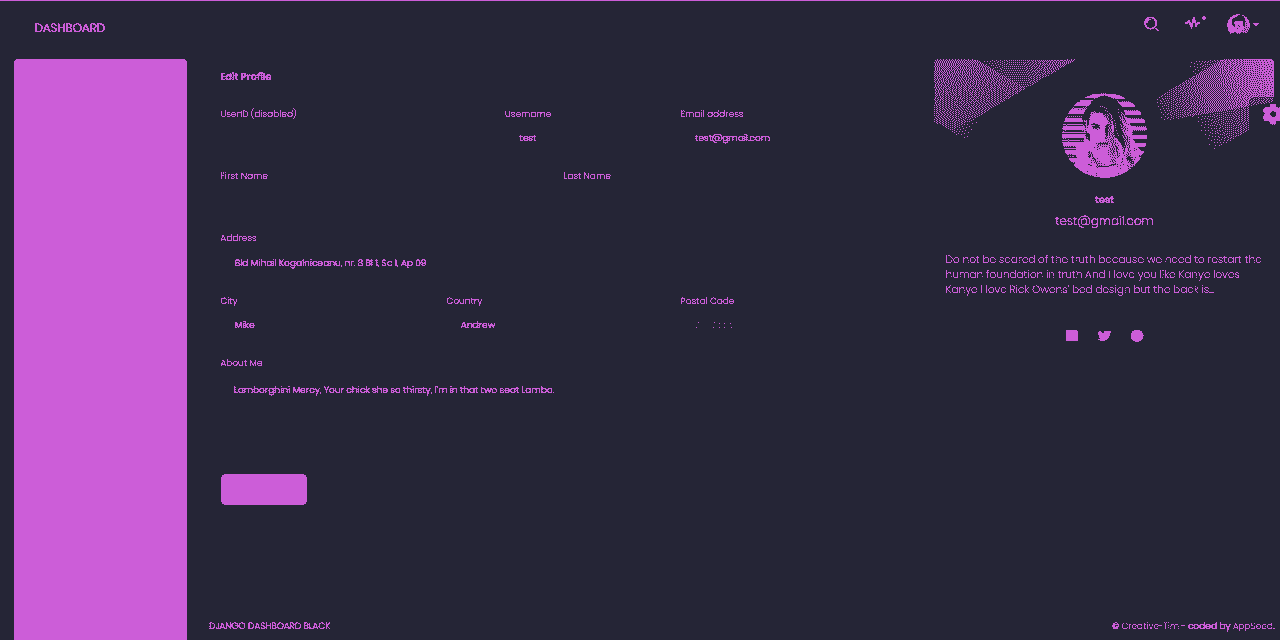 DASHBOARD
Edit Profile
UserID (disabled) Username Email address
test test@gmail.com
First Name Last Name
Address
Bld Mihail Kogalniceanu, nr. 8 Bl 1, Sc 1, Ap 09
City Country Postal Code
Mike Andrew
About Me
Lamborghini Mercy, Your chick she so thirsty, I'm in that two seat Lambo.
test
test@gmail.com
Do not be scared of the truth because we need to restart the
human foundation in truth And I love you like Kanye loves
Kanye I love Rick Owens' bed design but the back is...
DJANGO DASHBOARD BLACK
© Creative-Tim - coded by AppSeed.